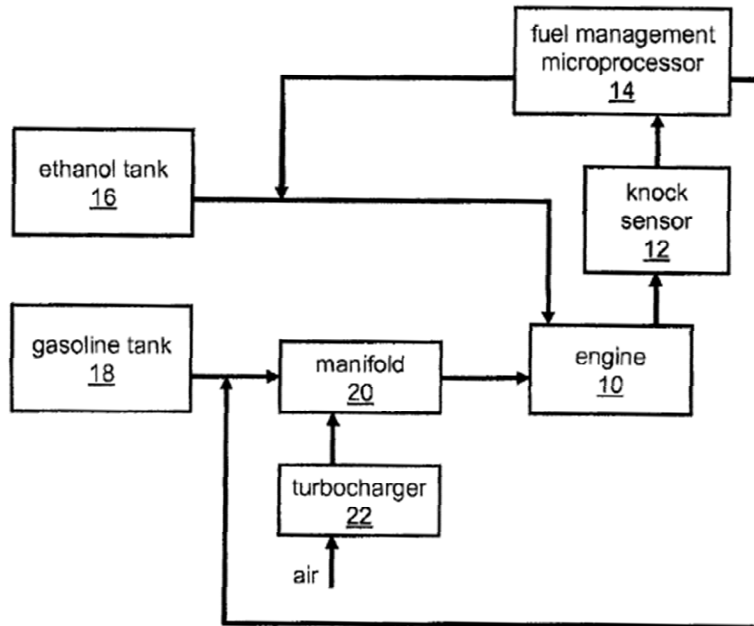 fuel management
microprocessor
14
ethanol tank
16
knock
sensor
12
gasoline tank
18
manifold
20
engine
10
turbocharger
22
air